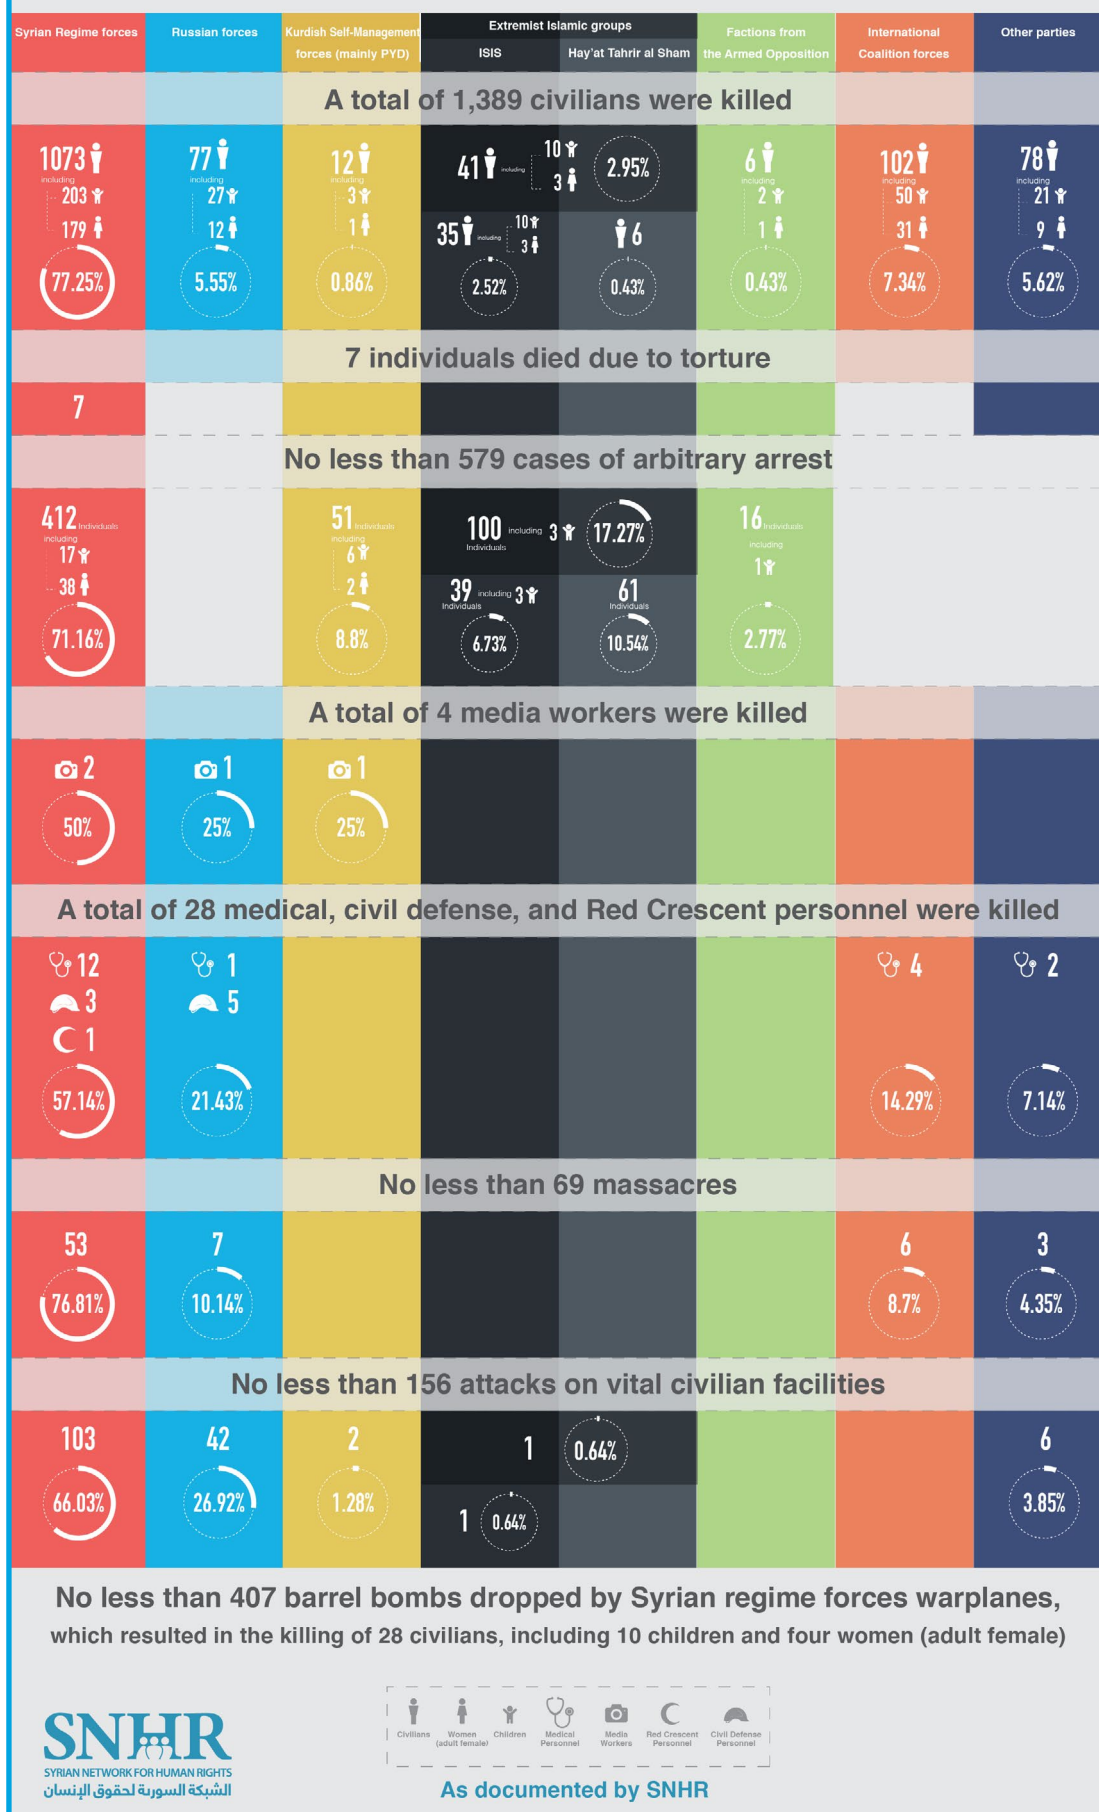 Syrian Regime forces
Russian forces
Kurdish Self-Management
forces (mainly PYD)
Extremist Islamic groups
ISIS
Hay'at Tahrir al Sham
Factions from
the Armed Opposition
International
Coalition forces
Other parties
A total of 1,389 civilians were killed
1073
including
203
179
77.25%
77
including
27
12
5.55%
12
including
3
1
0.86%
41 including 10
3
2.95%
35 including 10
3
2.52%
6
0.43%
6
including
2
1
0.43%
102
including
50
31
7.34%
78
including
21
9
5.62%
7 individuals died due to torture
7
No less than 579 cases of arbitrary arrest
412 Individuals
including
17
38
71.16%
51 Individuals
including
6
2
8.8%
100 including 3
Individuals
17.27%
39 including 3
Individuals
6.73%
61
Individuals
10.54%
16 Individuals
including
1
2.77%
A total of 4 media workers were killed
2
50%
1
25%
1
25%
A total of 28 medical, civil defense, and Red Crescent personnel were killed
12
3
1
57.14%
1
5
21.43%
4
14.29%
2
7.14%
No less than 69 massacres
53
76.81%
7
10.14%
6
8.7%
3
4.35%
No less than 156 attacks on vital civilian facilities
103
66.03%
42
26.92%
2
1.28%
1
0.64%
1 0.64%
6
3.85%
No less than 407 barrel bombs dropped by Syrian regime forces warplanes,
which resulted in the killing of 28 civilians, including 10 children and four women (adult female)
SNHR
SYRIAN NETWORK FOR HUMAN RIGHTS
الشبكة السورية لحقوق الإنسان
Civilians
Women
(adult female)
Children
Medical
Personnel
Media
Workers
Red Crescent
Personnel
Civil Defense
Personnel
As documented by SNHR